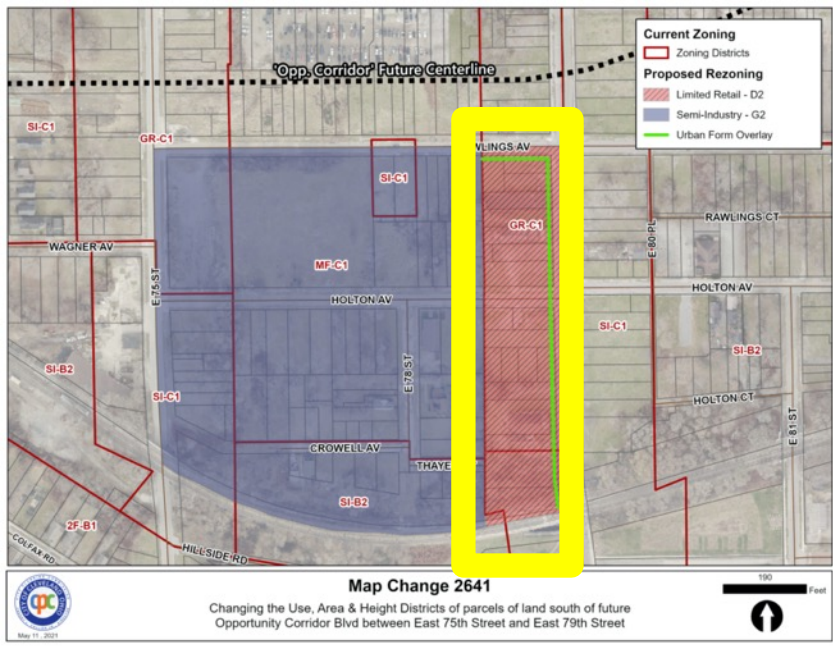 Current Zoning
Zoning Districts
Proposed Rezoning
Limited Retail - D2
Semi-Industry - G2
Urban Form Overlay
'Opp. Corridor' Future Centerline
SI-C1
GR-C1
WLINGS AV
SI-C1
GR-C1
RAWLINGS CT
E 80 PL
WAGNER AV
MF-C1
E 75 ST
HOLTON AV
HOLTON AV
SI-C1
SI-B2
SI-B2
E 78 ST
SI-C1
HOLTON CT
E 81 ST
CROWELL AV
THAYE
SI-B2
2F-B1
COLFAX RD
HILLSIDE RD
Map Change 2641
Changing the Use, Area & Height Districts of parcels of land south of future
Opportunity Corridor Blvd between East 75th Street and East 79th Street
190
Feet
CITY OF CLEVELAND, OHIO
cpc
May 11, 2021